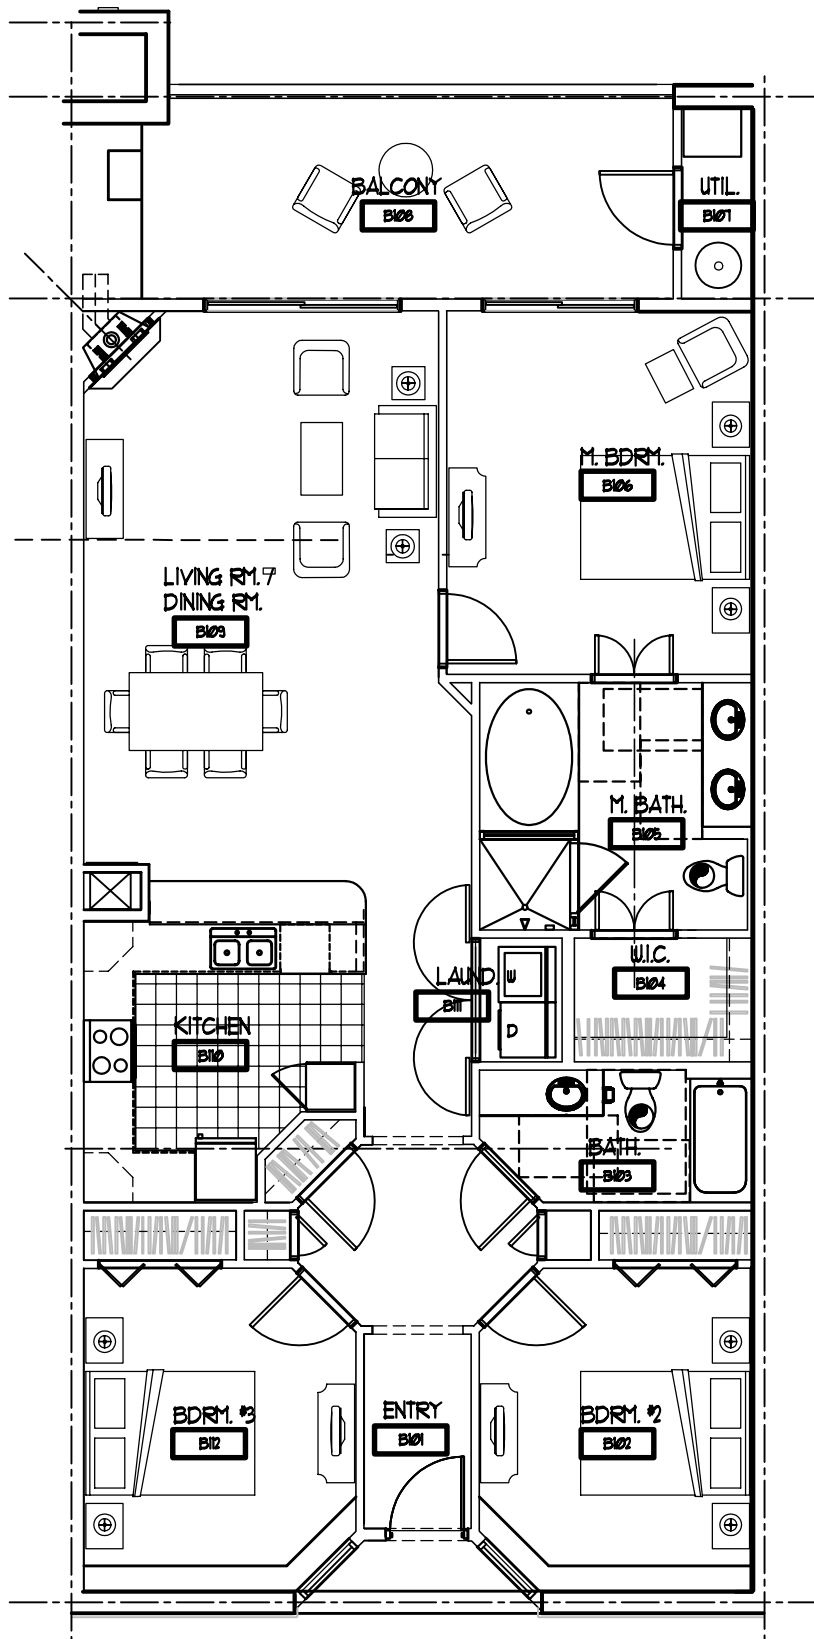 BALCONY
B108
UTIL.
B107
M. BDRM.
B106
LIVING RM.7
DINING RM.
B109
M. BATH.
B105
W.I.C.
B104
LAUND.
B111
W
D
KITCHEN
B110
BATH.
B103
BDRM. #3
B112
ENTRY
B101
BDRM. #2
B102